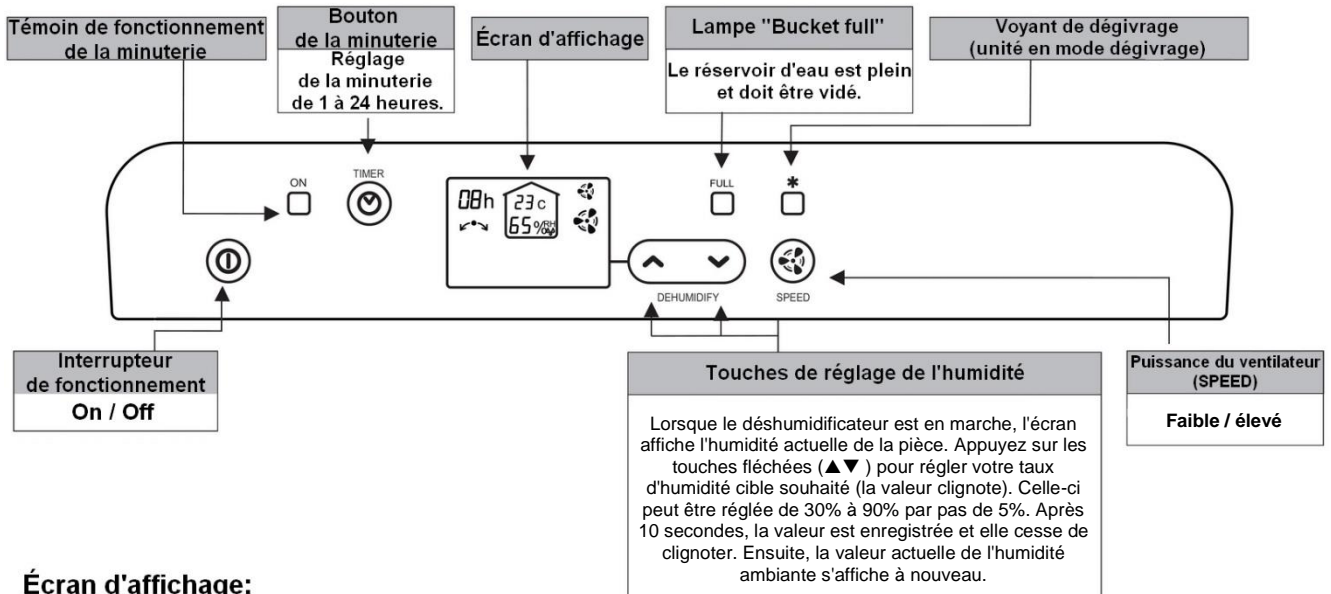 Témoin de fonctionnement
de la minuterie
Bouton
de la minuterie
Réglage
de la minuterie
de 1 à 24 heures.
Écran d'affichage
Lampe "Bucket full"
Le réservoir d'eau est plein
et doit être vidé.
Voyant de dégivrage
(unité en mode dégivrage)
ON
TIMER
08h
23c
65%RH
FULL
*
DEHUMIDIFY
SPEED
Interrupteur
de fonctionnement
On / Off
Touches de réglage de l'humidité
Lorsque le déshumidificateur est en marche, l'écran
affiche l'humidité actuelle de la pièce. Appuyez sur les
touches fléchées (▲▼ ) pour régler votre taux
d'humidité cible souhaité (la valeur clignote). Celle-ci
peut être réglée de 30% à 90% par pas de 5%. Après
10 secondes, la valeur est enregistrée et elle cesse de
clignoter. Ensuite, la valeur actuelle de l'humidité
ambiante s'affiche à nouveau.
Puissance du ventilateur
(SPEED)
Faible / élevé
Écran d'affichage: